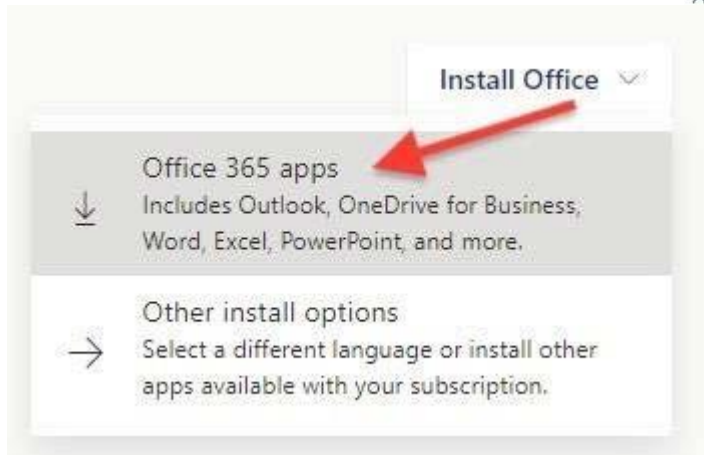 Install Office
Office 365 apps
Includes Outlook, OneDrive for Business,
Word, Excel, PowerPoint, and more.
Other install options
Select a different language or install other
apps available with your subscription.